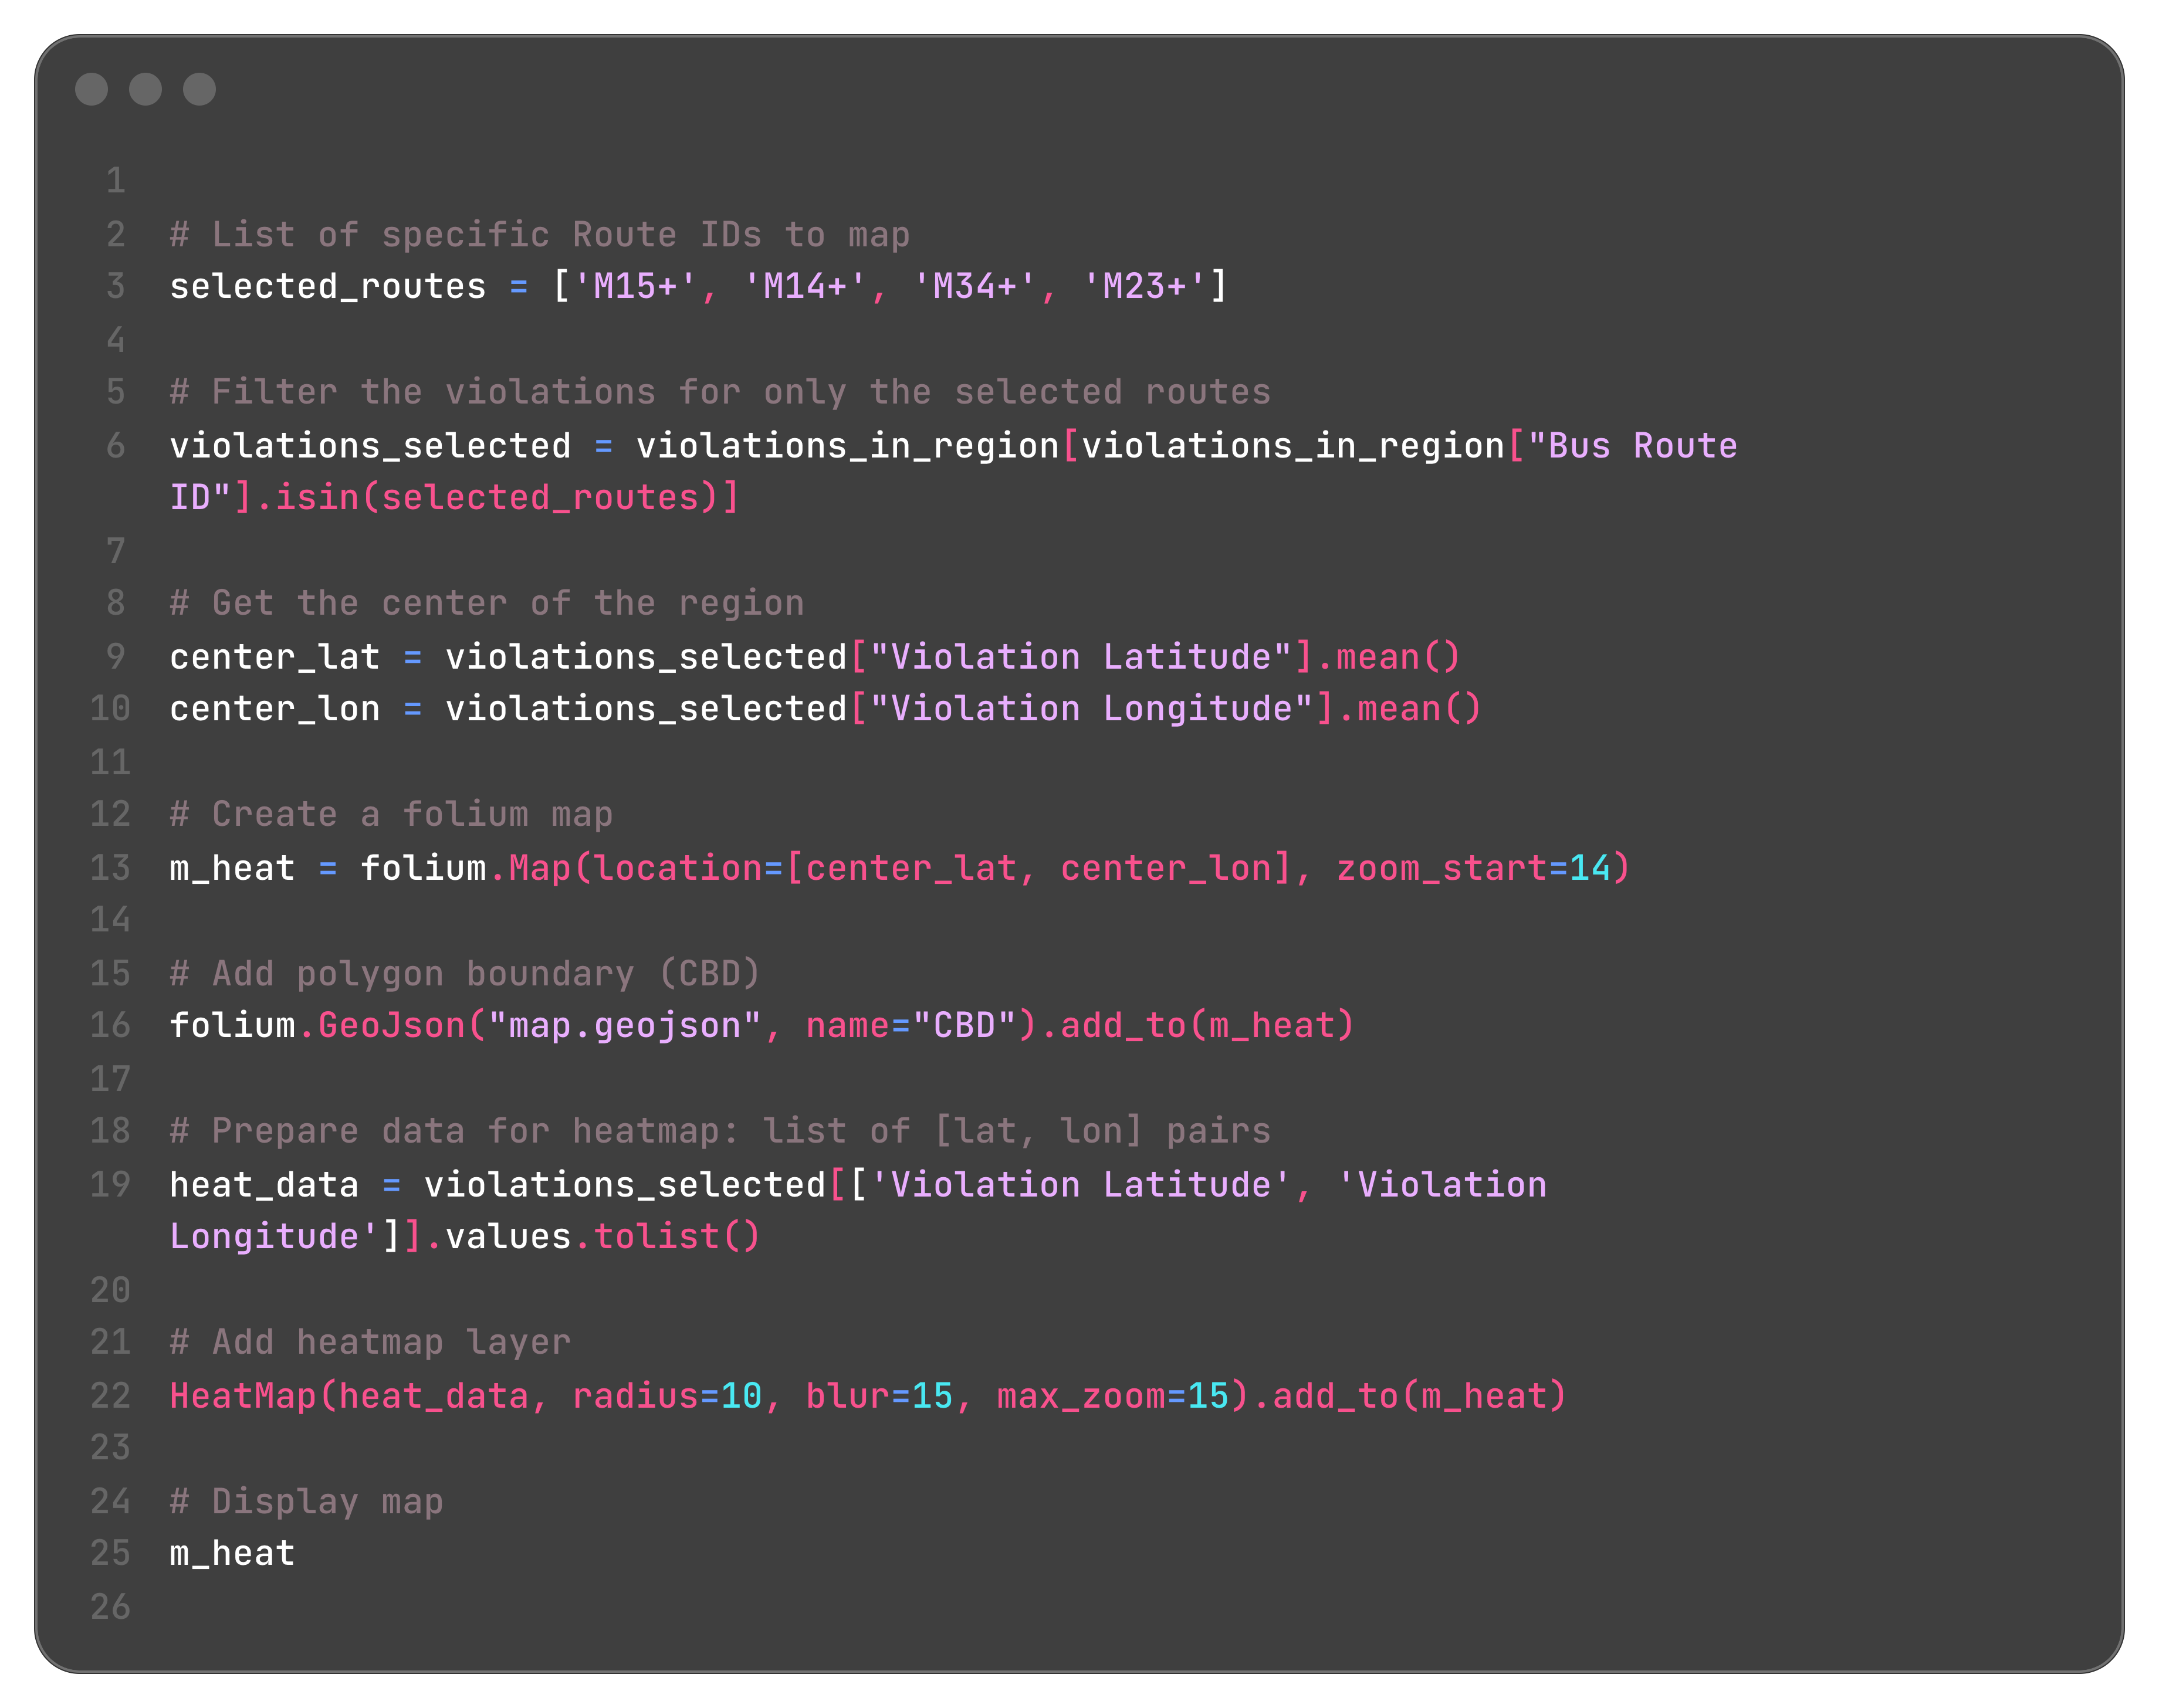 1
2 # List of specific Route IDs to map
3 selected_routes = ['M15+', 'M14+', 'M34+', 'M23+']
4
5 # Filter the violations for only the selected routes
6 violations_selected = violations_in_region[violations_in_region["Bus Route
ID"].isin(selected_routes)]
7
8 # Get the center of the region
9 center_lat = violations_selected["Violation Latitude"].mean()
10 center_lon = violations_selected["Violation Longitude"].mean()
11
12 # Create a folium map
13 m_heat = folium.Map(location=[center_lat, center_lon], zoom_start=14)
14
15 # Add polygon boundary (CBD)
16 folium.GeoJson("map.geojson", name="CBD").add_to(m_heat)
17
18 # Prepare data for heatmap: list of [lat, lon] pairs
19 heat_data = violations_selected[['Violation Latitude', 'Violation
Longitude']].values.tolist()
20
21 # Add heatmap layer
22 HeatMap(heat_data, radius=10, blur=15, max_zoom=15).add_to(m_heat)
23
24 # Display map
25 m_heat
26